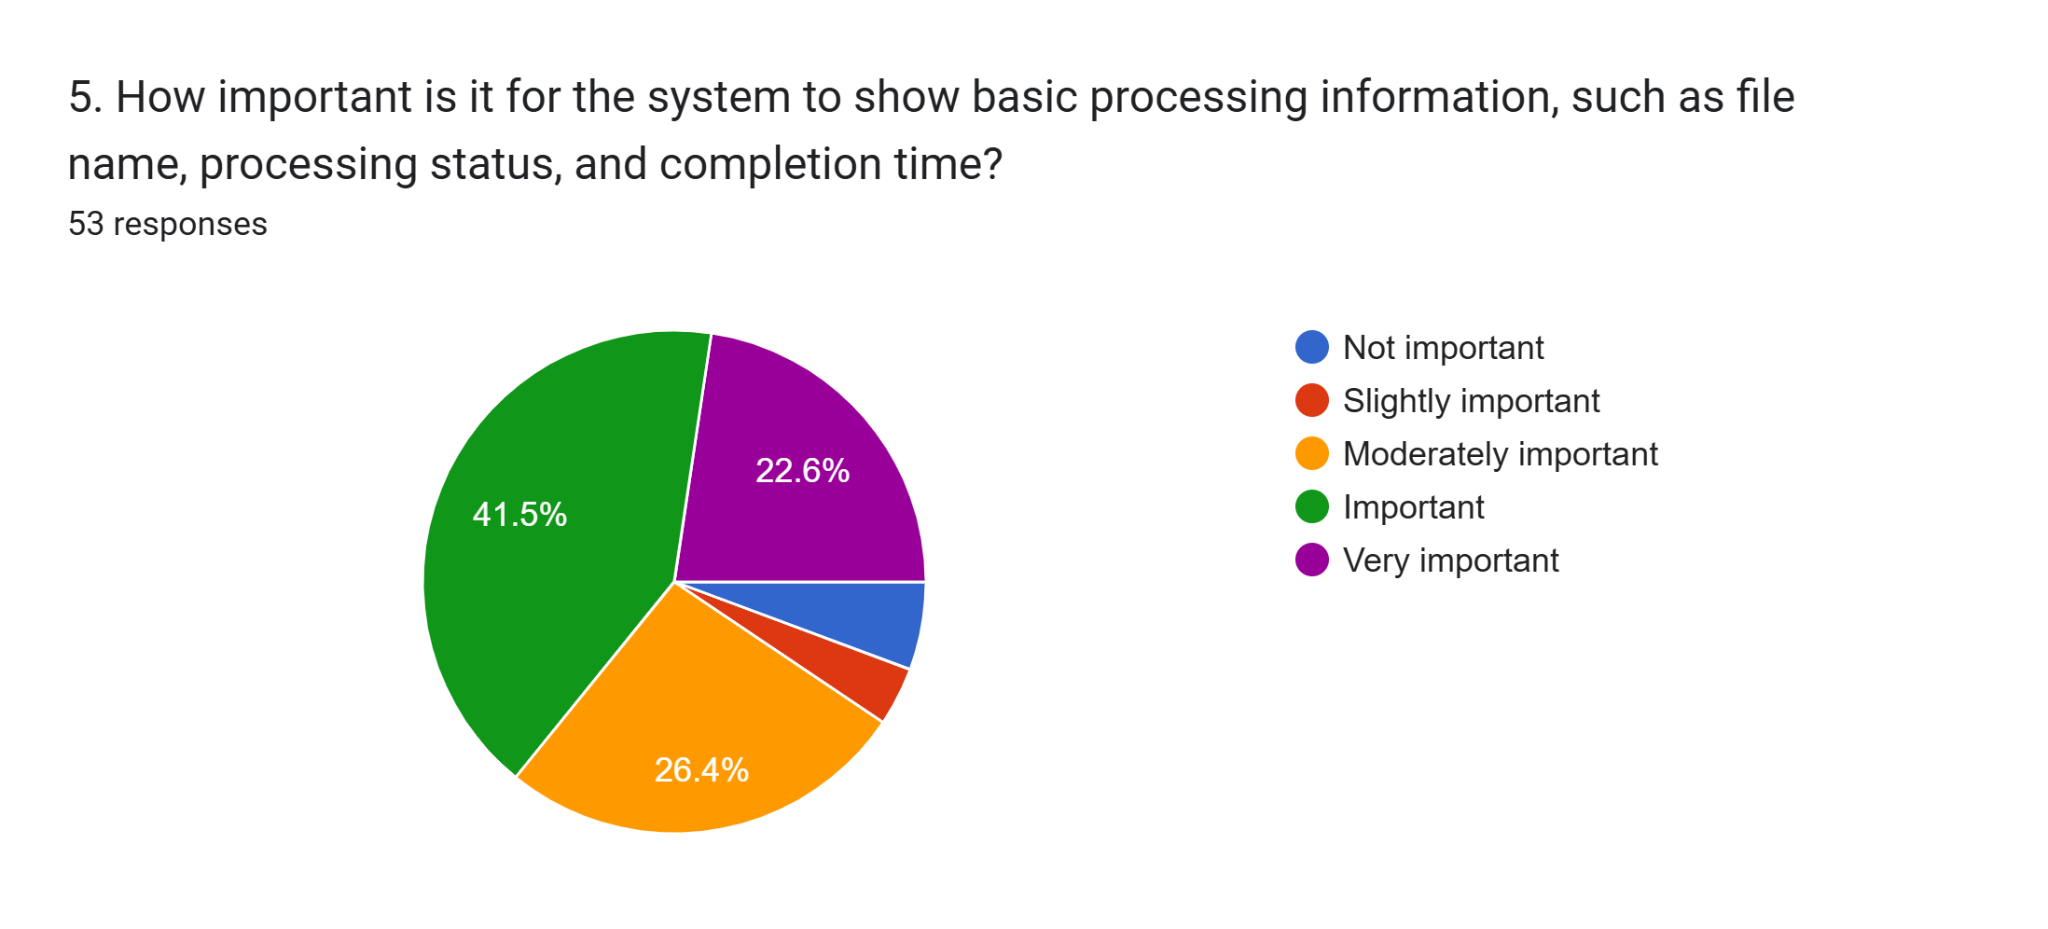 5. How important is it for the system to show basic processing information, such as file
name, processing status, and completion time?
53 responses
22.6%
41.5%
26.4%
Not important
Slightly important
Moderately important
Important
Very important